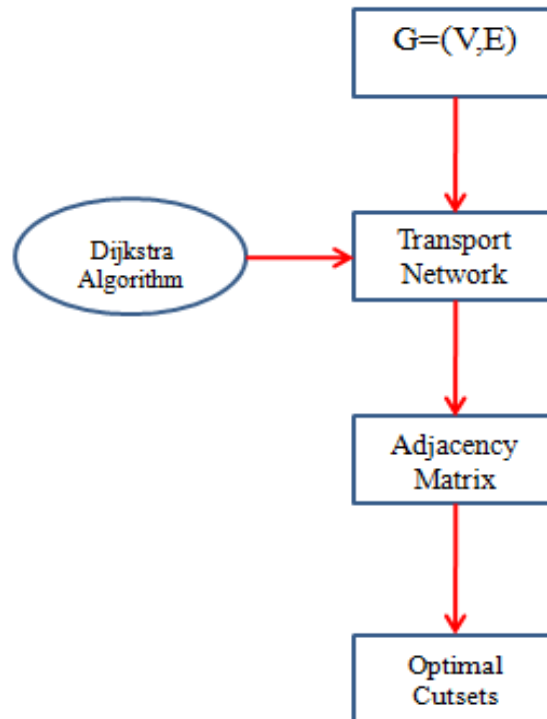 G=(V,E)
Dijkstra
Algorithm
Transport
Network
Adjacency
Matrix
Optimal
Cutsets